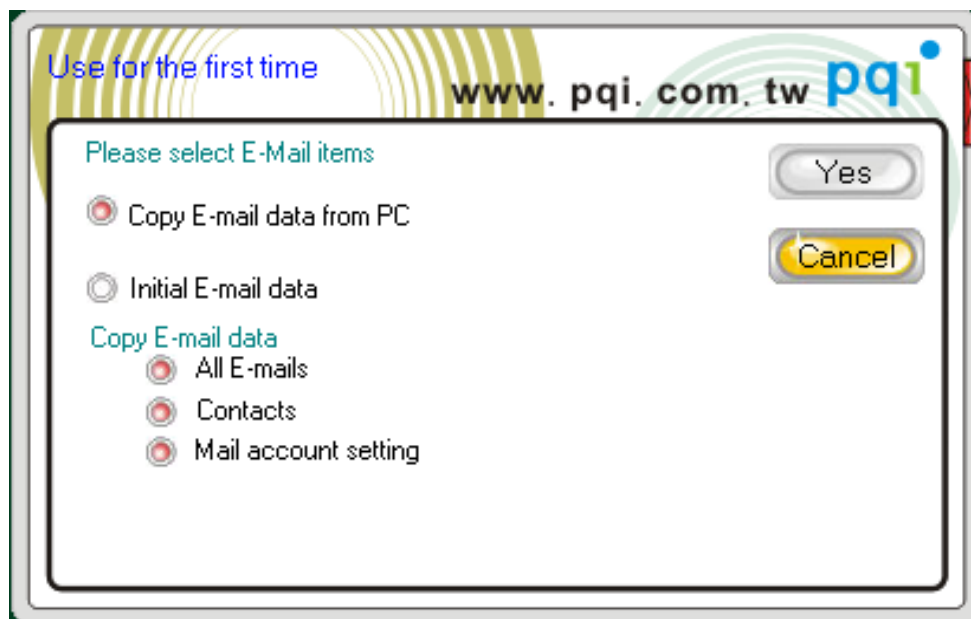 Use for the first time
www. pqi. com. tw pqi
Please select E-Mail items
Yes
Copy E-mail data from PC
Cancel
Initial E-mail data
Copy E-mail data
All E-mails
Contacts
Mail account setting